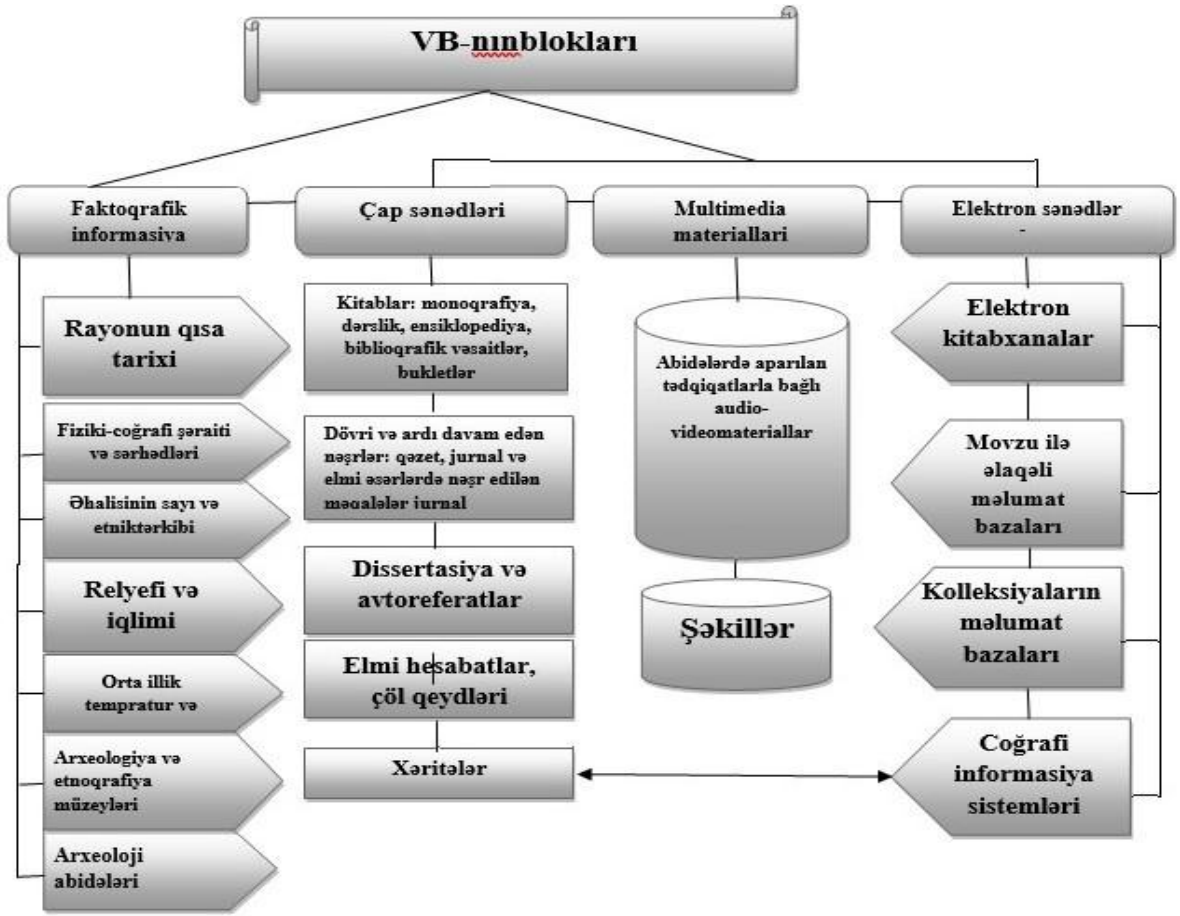 VB-nınblokları
Faktoqrafik
informasiya
Çap sənədləri
Multimedia
materiallari
Elektron sənədlər
-
Rayonun qısa
tarixi
Fiziki-coğrafi şəraiti
və sərhədləri
Əhalisinin sayı və
etniktərkibi
Relyefi və
iqlimi
Orta illik
tempratur və
Arxeologiya və
etnoqrafiya
müzeyləri
Arxeoloji
abidələri
Kitablar: monoqrafiya,
dərslik, ensiklopediya,
biblioqrafik vəsaitlər,
bukletlər
Dövri və ardı davam edən
nəşrlər: qəzet, jurnal və
elmi əsərlərdə nəşr edilən
məqalələr jurnal
Dissertasiya və
avtoreferatlar
Elmi hesabatlar,
çöl qeydləri
Xəritələr
Abidələrdə aparılan
tədqiqatlarla bağlı
audio-
videomateriallar
Şəkillər
Elektron
kitabxanalar
Movzu ilə
əlaqəli
məlumat
bazaları
Kolleksiyaların
məlumat
bazaları
Coğrafi
informasiya
sistemləri